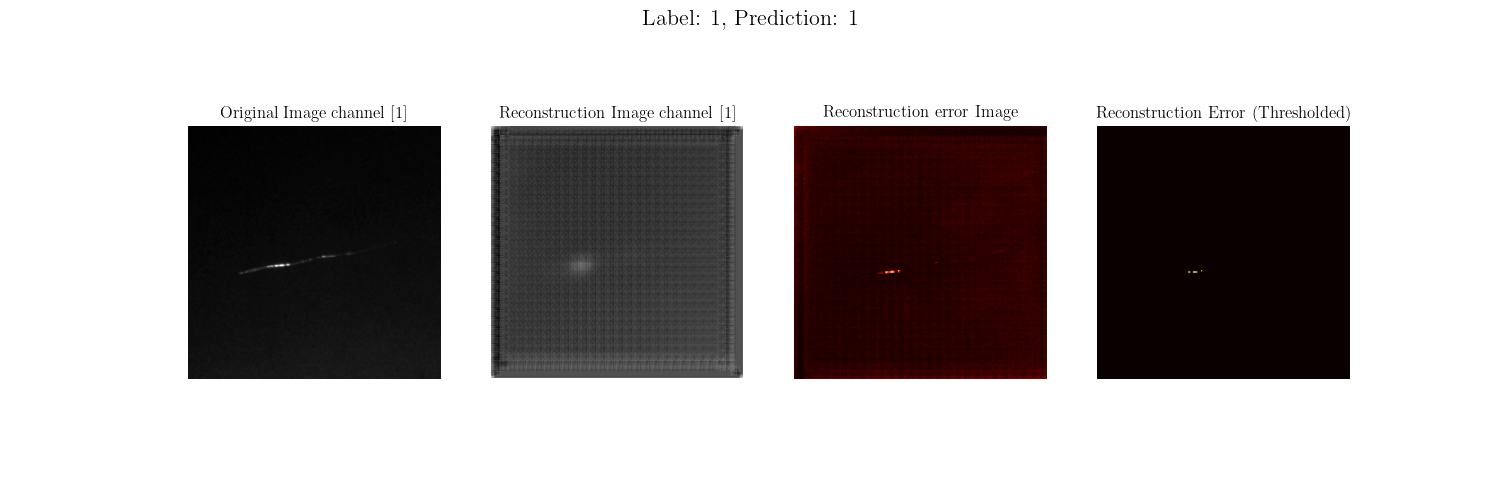 Label: 1, Prediction: 1
Original Image channel [1]
Reconstruction Image channel [1]
Reconstruction error Image
Reconstruction Error (Thresholded)